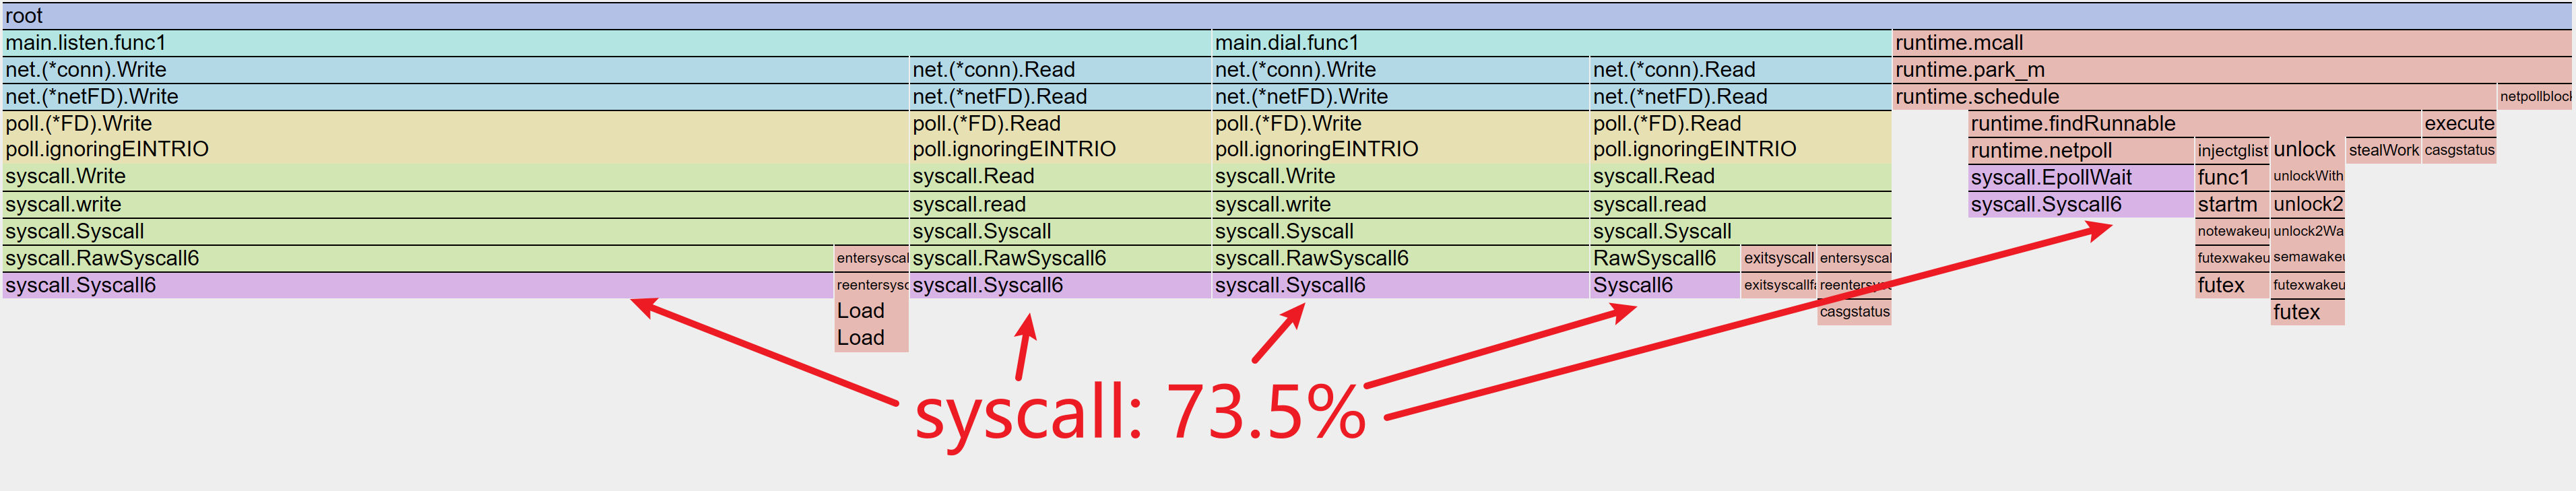 root
main.listen.func1 main.dial.func1 runtime.mcall
net.(*conn).Write net.(*conn).Read net.(*conn).Write net.(*conn).Read runtime.park_m
net.(*netFD).Write net.(*netFD).Read net.(*netFD).Write net.(*netFD).Read runtime.schedule netpollblock
poll.(*FD).Write poll.(*FD).Read poll.(*FD).Write poll.(*FD).Read runtime.findRunnable execute
poll.ignoringEINTRIO poll.ignoringEINTRIO poll.ignoringEINTRIO poll.ignoringEINTRIO runtime.netpoll injectglist unlock stealWork casgstatus
syscall.Write syscall.Read syscall.Write syscall.Read syscall.EpollWait func1 unlockWith
syscall.write syscall.read syscall.write syscall.read syscall.Syscall6 startm unlock2
syscall.Syscall syscall.Syscall syscall.Syscall syscall.Syscall notewakeup unlock2Wa
syscall.RawSyscall6 entersyscal syscall.RawSyscall6 syscall.RawSyscall6 RawSyscall6 exitsyscall entersyscal futexwakeu semawakeu
syscall.Syscall6 reentersysc syscall.Syscall6 syscall.Syscall6 Syscall6 exitsyscallfa reentersysc futex futexwakeu
Load casgstatus futex
Load
syscall: 73.5%